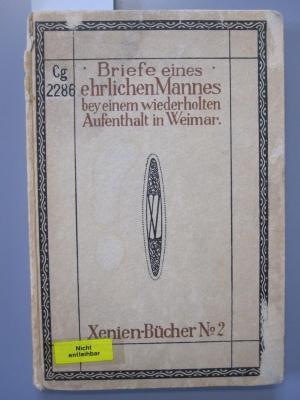 Cg
2286
· Briefe eines ·
ehrlichen Mannes
bey einem wiederholten
Aufenthalt in Weimar.
Xenien-Bücher No 2
Nicht
entleihbar